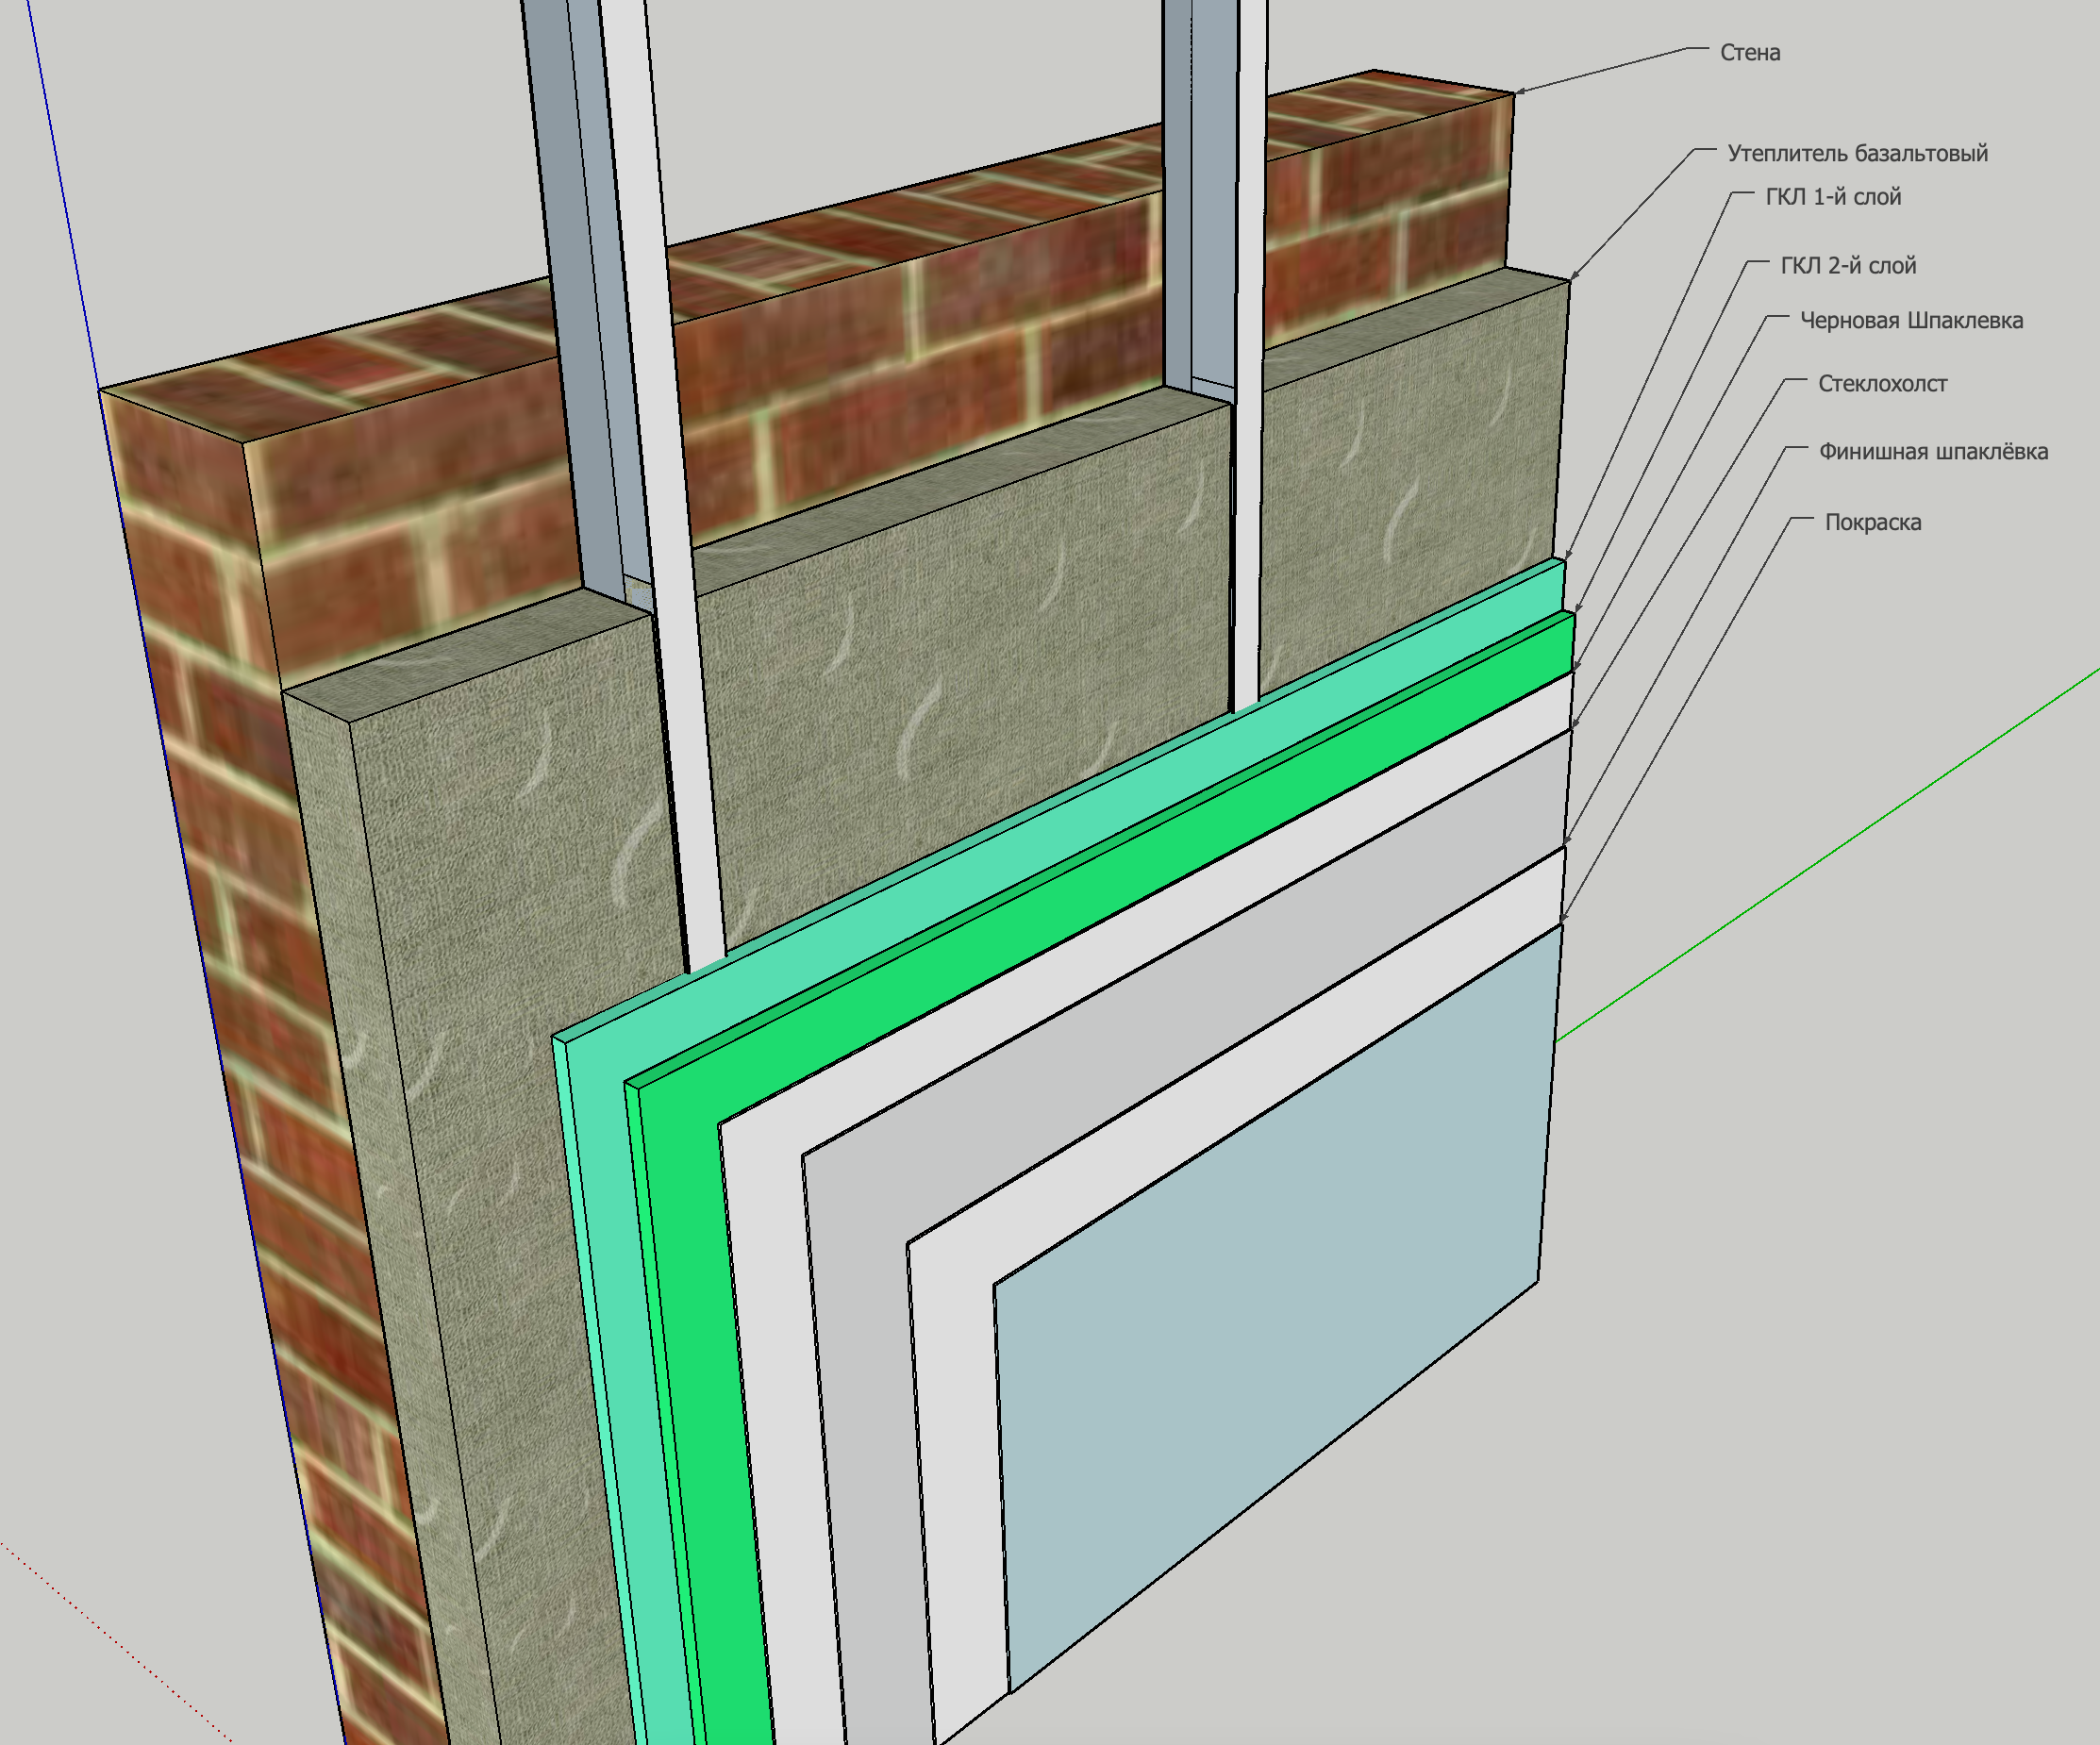 Стена
Утеплитель базальтовый
ГКЛ 1-й слой
ГКЛ 2-й слой
Черновая Шпаклевка
Стеклохолст
Финишная шпаклёвка
Покраска